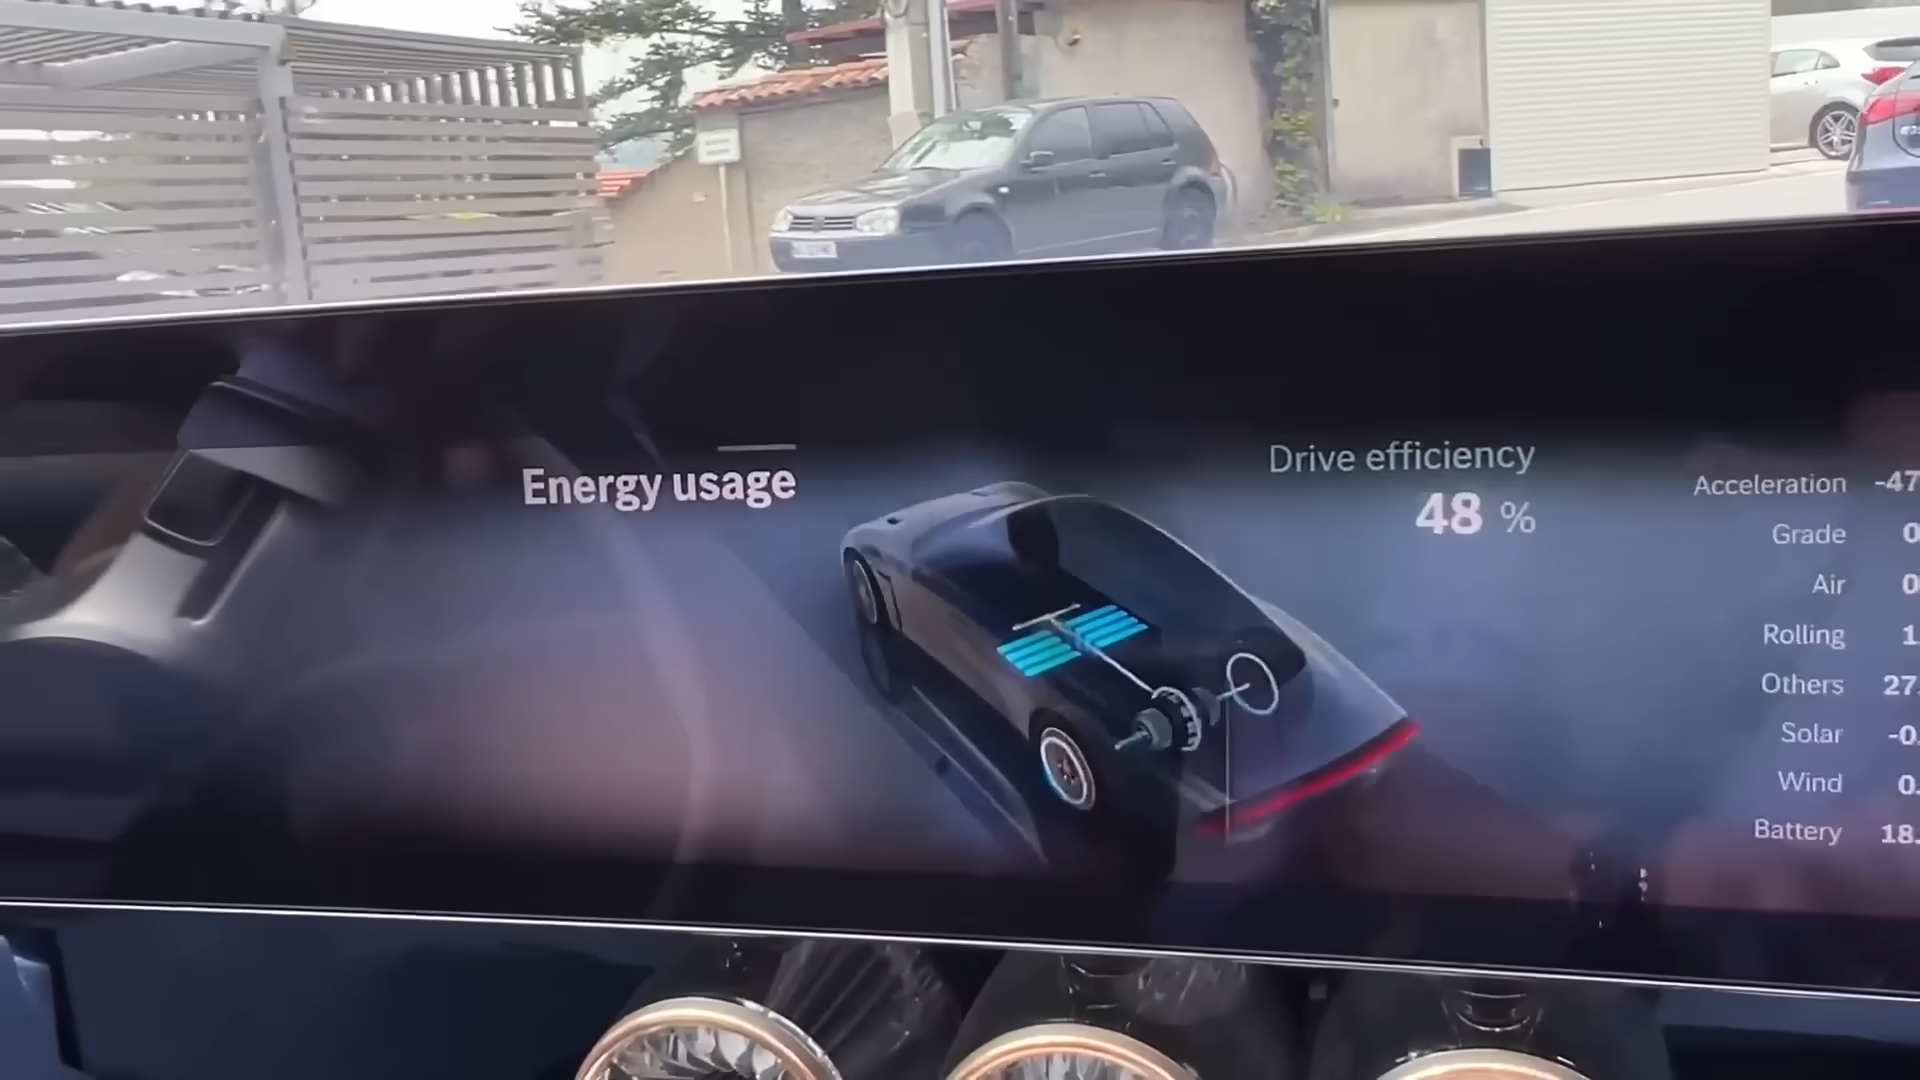 Energy usage
Drive efficiency
48 %
Acceleration -47
Grade 0
Air 0
Rolling 1.
Others 27.
Solar -0.
Wind 0.
Battery 18.